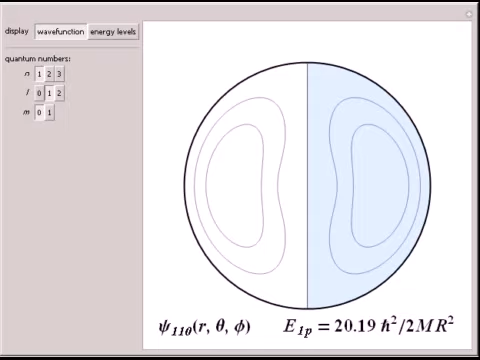 display wavefunction energy levels
quantum numbers:
n 1 2 3
l 0 1 2
m 0 1
ψ₁₁₀(r, θ, ϕ) E₁ₚ = 20.19 ħ²/2MR²